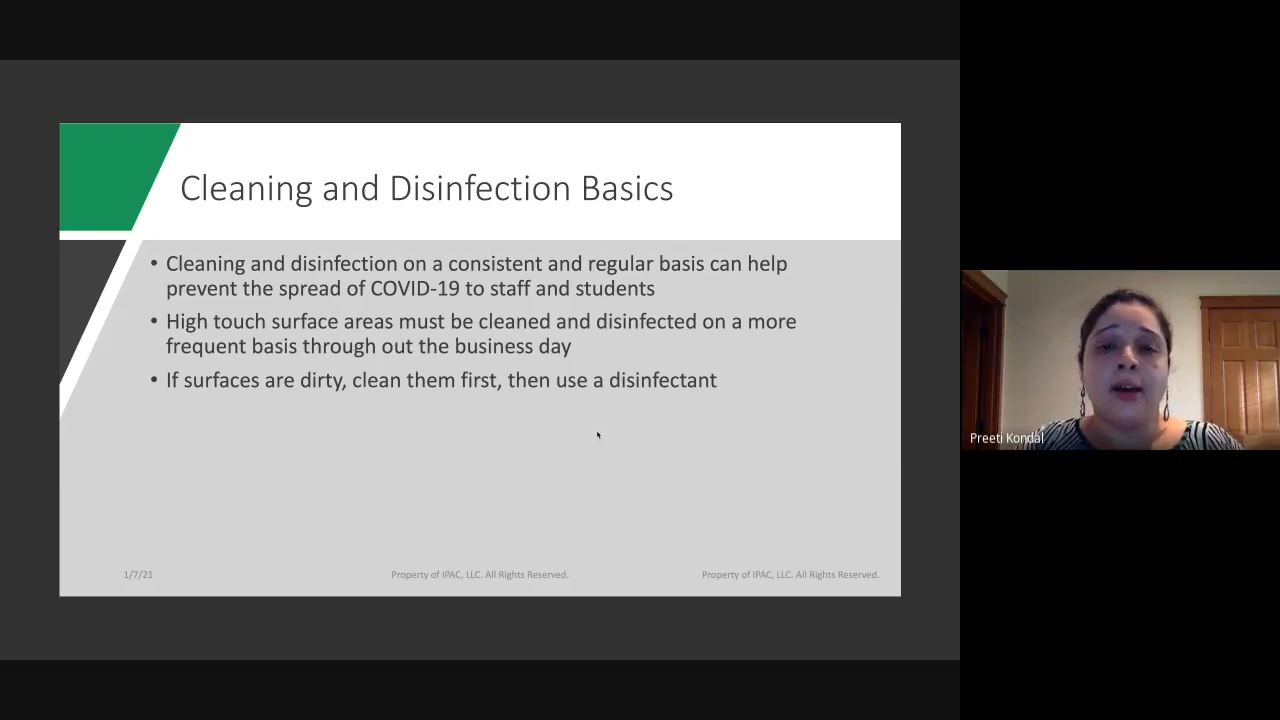 Cleaning and Disinfection Basics
• Cleaning and disinfection on a consistent and regular basis can help
prevent the spread of COVID-19 to staff and students
• High touch surface areas must be cleaned and disinfected on a more
frequent basis through out the business day
• If surfaces are dirty, clean them first, then use a disinfectant
1/7/21
Property of IPAC, LLC. All Rights Reserved.
Property of IPAC, LLC. All Rights Reserved.
Preeti Kondal